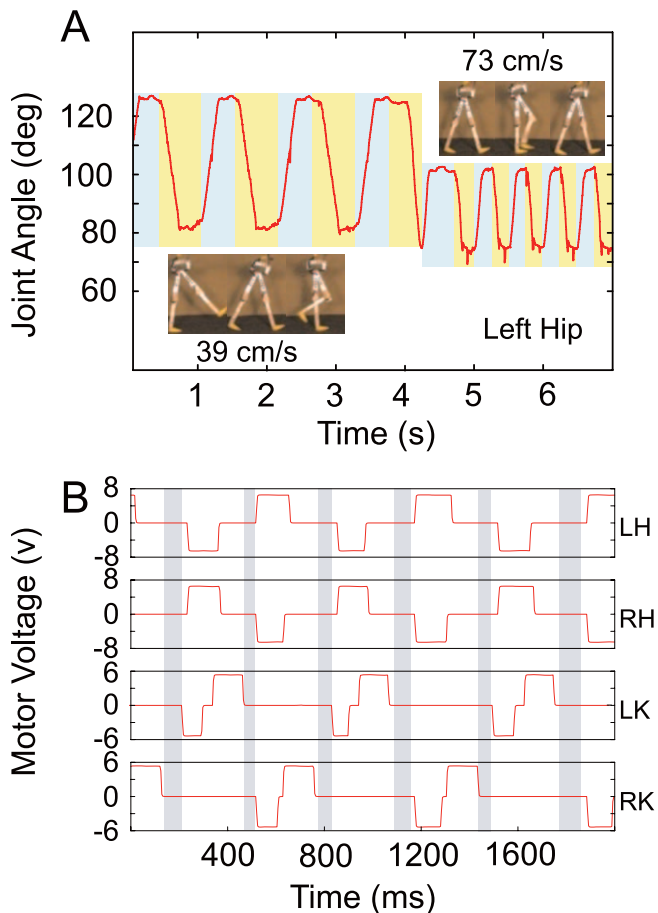 A
Joint Angle (deg)
120
100
80
60
73 cm/s
39 cm/s
Left Hip
1 2 3 4 5 6
Time (s)
B
Motor Voltage (v)
8
0
-8
LH
8
0
-8
RH
6
0
-6
LK
6
0
-6
RK
400 800 1200 1600
Time (ms)